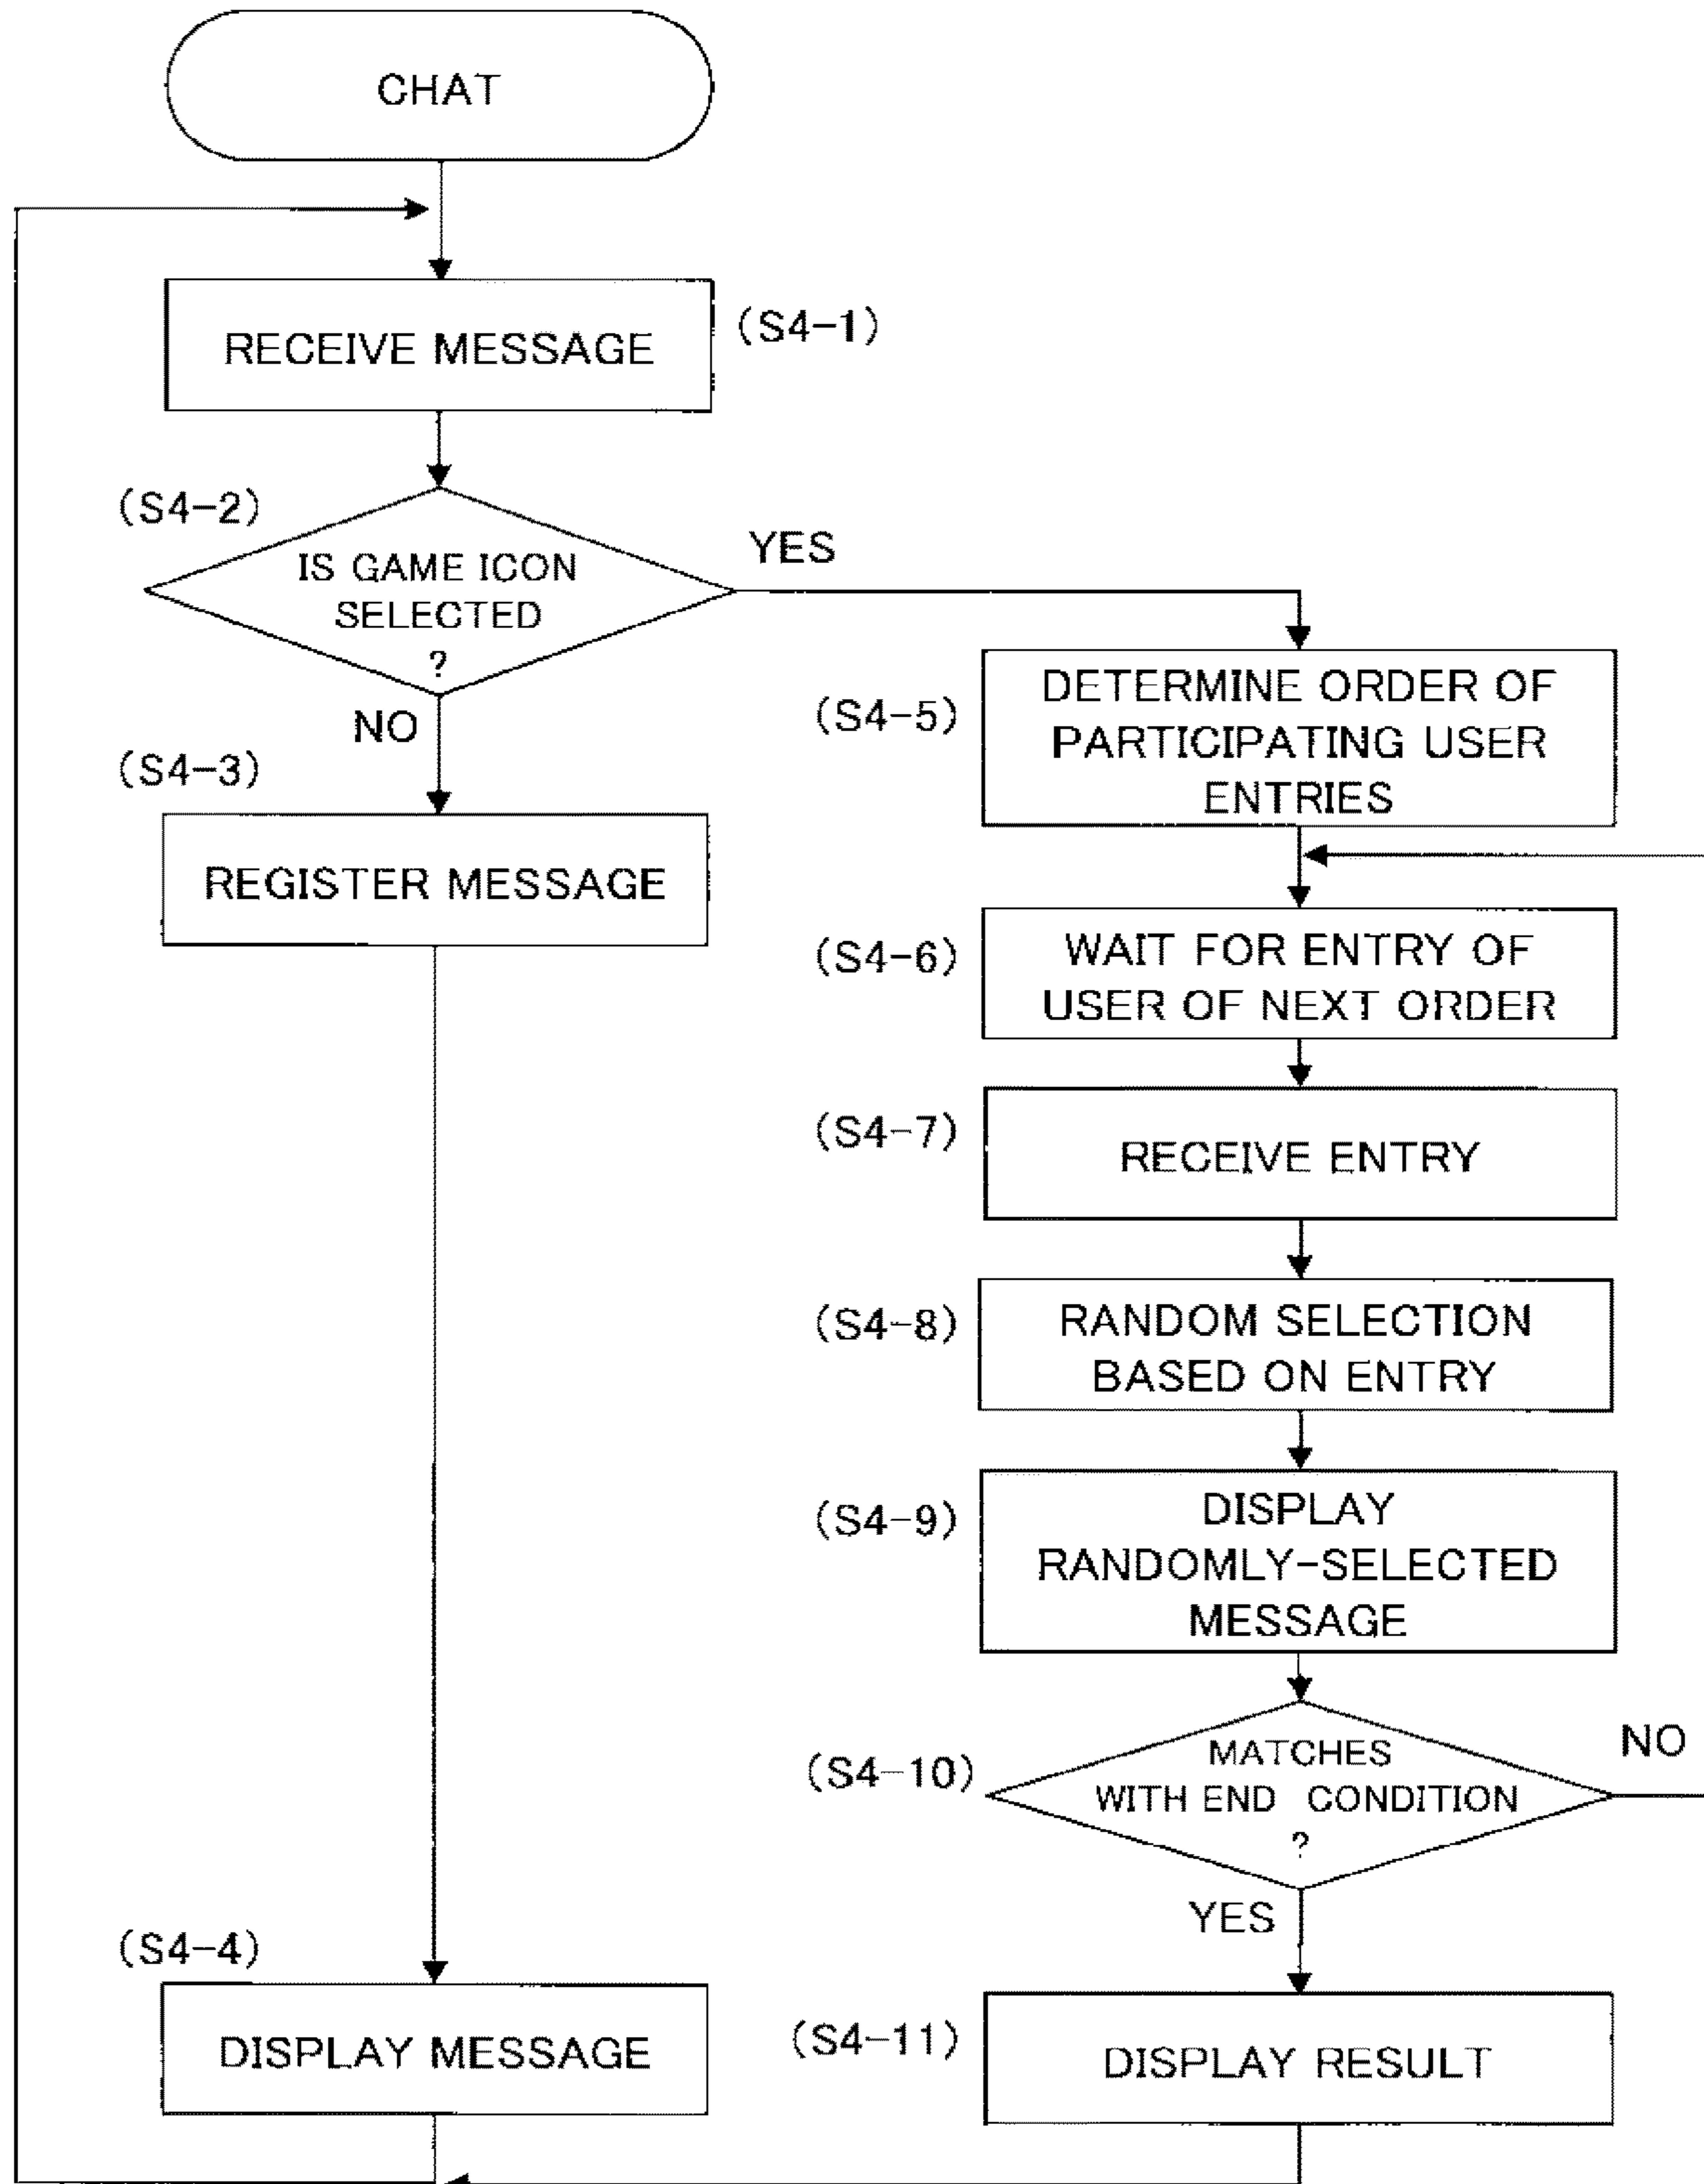 CHAT
RECEIVE MESSAGE
(S4-1)
(S4-2)
IS GAME ICON
SELECTED
?
YES
NO
(S4-3)
REGISTER MESSAGE
(S4-4)
DISPLAY MESSAGE
(S4-5)
DETERMINE ORDER OF
PARTICIPATING USER
ENTRIES
(S4-6)
WAIT FOR ENTRY OF
USER OF NEXT ORDER
(S4-7)
RECEIVE ENTRY
(S4-8)
RANDOM SELECTION
BASED ON ENTRY
(S4-9)
DISPLAY
RANDOMLY-SELECTED
MESSAGE
(S4-10)
MATCHES
WITH END CONDITION
?
NO
YES
(S4-11)
DISPLAY RESULT